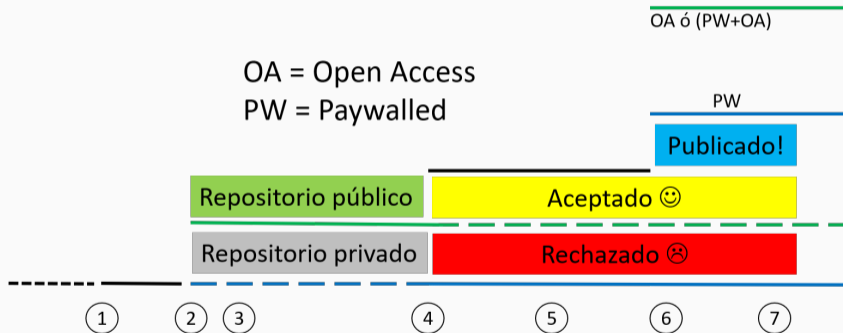 OA ó (PW+OA)
OA = Open Access
PW = Paywalled
PW
Publicado!
Repositorio público
Aceptado ☺
Repositorio privado
Rechazado ☹
1 2 3 4 5 6 7